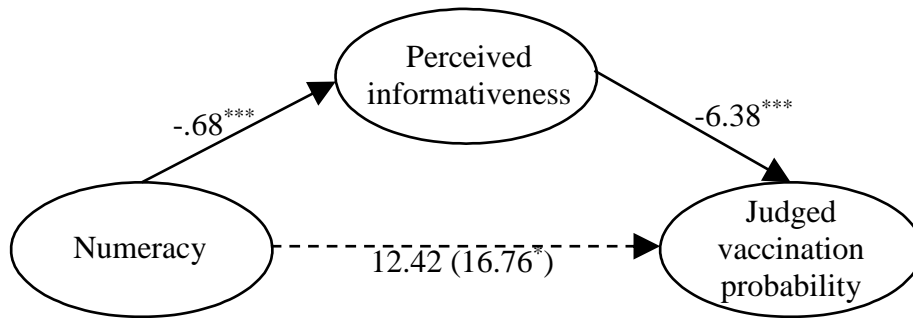 Perceived
informativeness
-.68***
-6.38***
Numeracy
12.42 (16.76*)
Judged
vaccination
probability